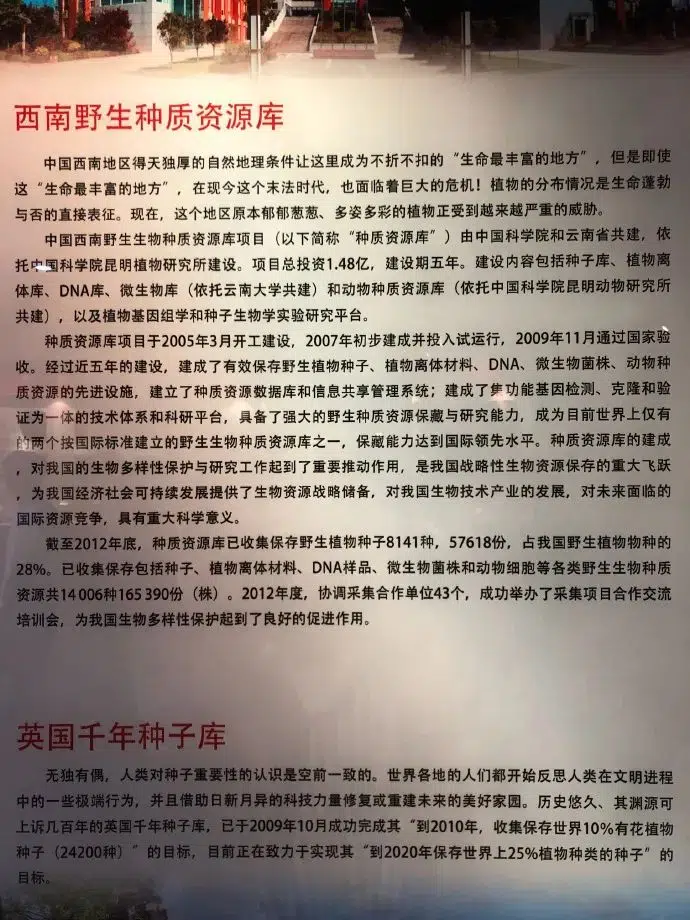 西南野生种质资源库
中国西南地区得天独厚的自然地理条件让这里成为不折不扣的“生命最丰富的地方”，但是即使
这“生命最丰富的地方”，在现今这个末法时代，也面临着巨大的危机！植物的分布情况是生命蓬勃
与否的直接表征。现在，这个地区原本郁郁葱葱、多姿多彩的植物正受到越来越严重的威胁。
中国西南野生生物种质资源库项目（以下简称“种质资源库”）由中国科学院和云南省共建，依
托中国科学院昆明植物研究所建设。项目总投资1.48亿，建设期五年。建设内容包括种子库、植物离
体库、DNA库、微生物库（依托云南大学共建）和动物种质资源库（依托中国科学院昆明动物研究所
共建），以及植物基因组学和种子生物学实验研究平台。
种质资源库项目于2005年3月开工建设，2007年初步建成并投入试运行，2009年11月通过国家验
收。经过近五年的建设，建成了有效保存野生植物种子、植物离体材料、DNA、微生物菌株、动物种
质资源的先进设施，建立了种质资源数据库和信息共享管理系统；建成了集功能基因检测、克隆和验
证为一体的技术体系和科研平台，具备了强大的野生种质资源保藏与研究能力，成为目前世界上仅有
的两个按国际标准建立的野生生物种质资源库之一，保藏能力达到国际领先水平。种质资源库的建成
，对我国的生物多样性保护与研究工作起到了重要推动作用，是我国战略性生物资源保存的重大飞跃
，为我国经济社会可持续发展提供了生物资源战略储备，对我国生物技术产业的发展，对未来面临的
国际资源竞争，具有重大科学意义。
截至2012年底，种质资源库已收集保存野生植物种子8141种，57618份，占我国野生植物物种的
28%。已收集保存包括种子、植物离体材料、DNA样品、微生物菌株和动物细胞等各类野生生物种质
资源共14 006种165 390份（株）。2012年度，协调采集合作单位43个，成功举办了采集项目合作交流
培训会，为我国生物多样性保护起到了良好的促进作用。
英国千年种子库
无独有偶，人类对种子重要性的认识是空前一致的。世界各地的人们都开始反思人类在文明进程
中的一些极端行为，并且借助日新月异的科技力量修复或重建未来的美好家园。历史悠久、其渊源可
上诉几百年的英国千年种子库，已于2009年10月成功完成其“到2010年，收集保存世界10%有花植物
种子（24200种）”的目标，目前正在致力于实现其“到2020年保存世界上25%植物种类的种子”的
目标。